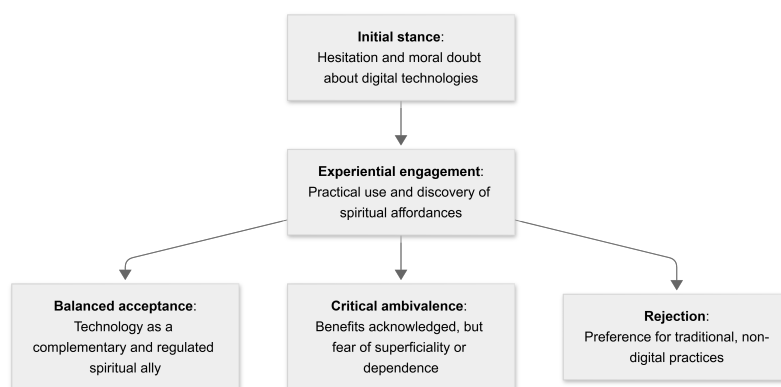 Initial stance:
Hesitation and moral doubt
about digital technologies
Experiential engagement:
Practical use and discovery of
spiritual affordances
Balanced acceptance:
Technology as a
complementary and regulated
spiritual ally
Critical ambivalence:
Benefits acknowledged, but
fear of superficiality or
dependence
Rejection:
Preference for traditional, non-
digital practices